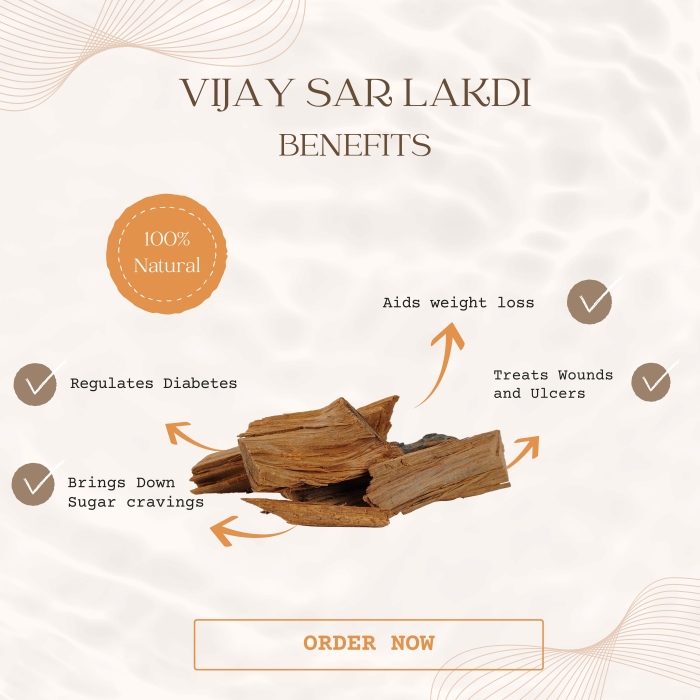 VIJAY SAR LAKDI
BENEFITS
100%
Natural
Aids weight loss
Regulates Diabetes
Treats Wounds
and Ulcers
Brings Down
Sugar cravings
ORDER NOW